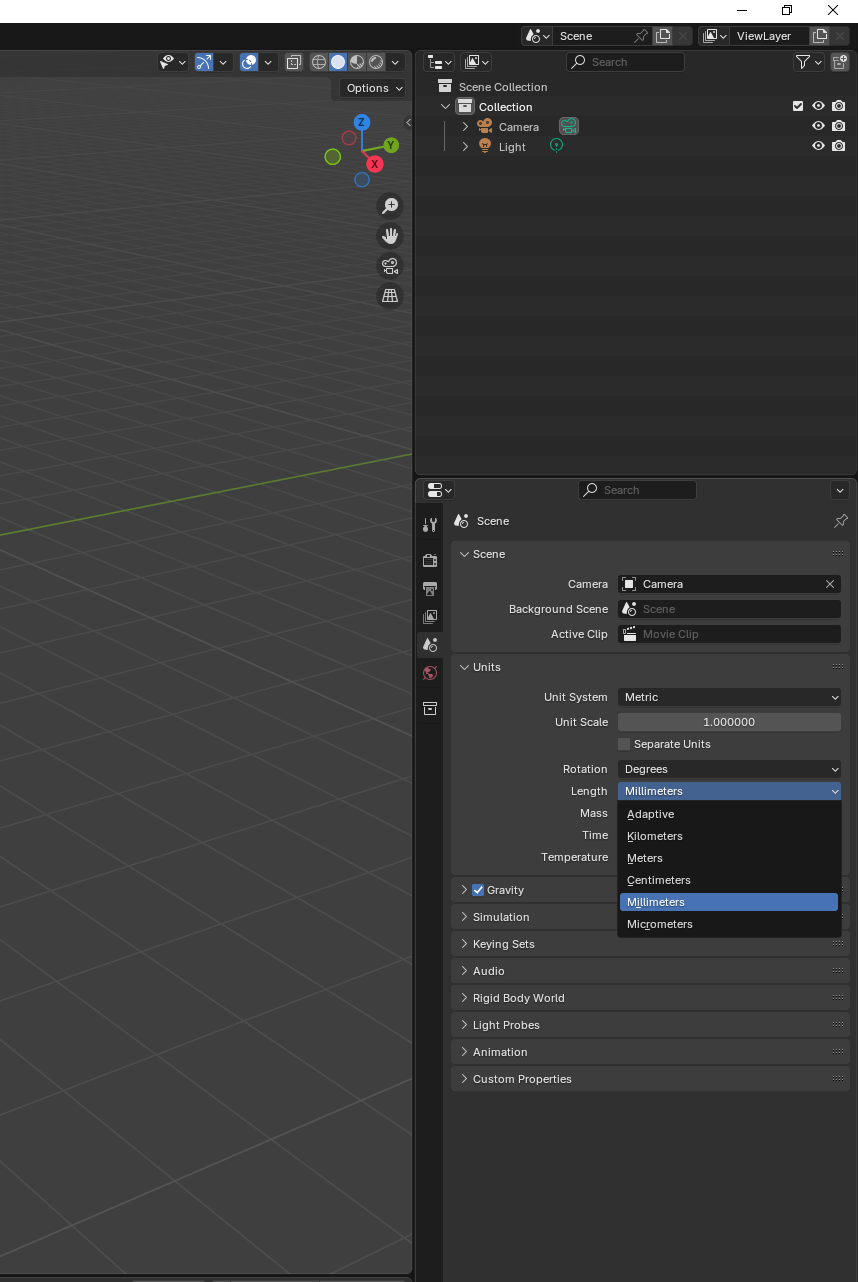 Scene ViewLayer
Search
Options
Scene Collection
Collection
Camera
Light
Z
Y
X
Search
Scene
Scene
Camera Camera
Background Scene Scene
Active Clip Movie Clip
Units
Unit System Metric
Unit Scale 1.000000
Separate Units
Rotation Degrees
Length Millimeters
Mass
Time
Temperature
Adaptive
Kilometers
Meters
Centimeters
Millimeters
Micrometers
Gravity
Simulation
Keying Sets
Audio
Rigid Body World
Light Probes
Animation
Custom Properties